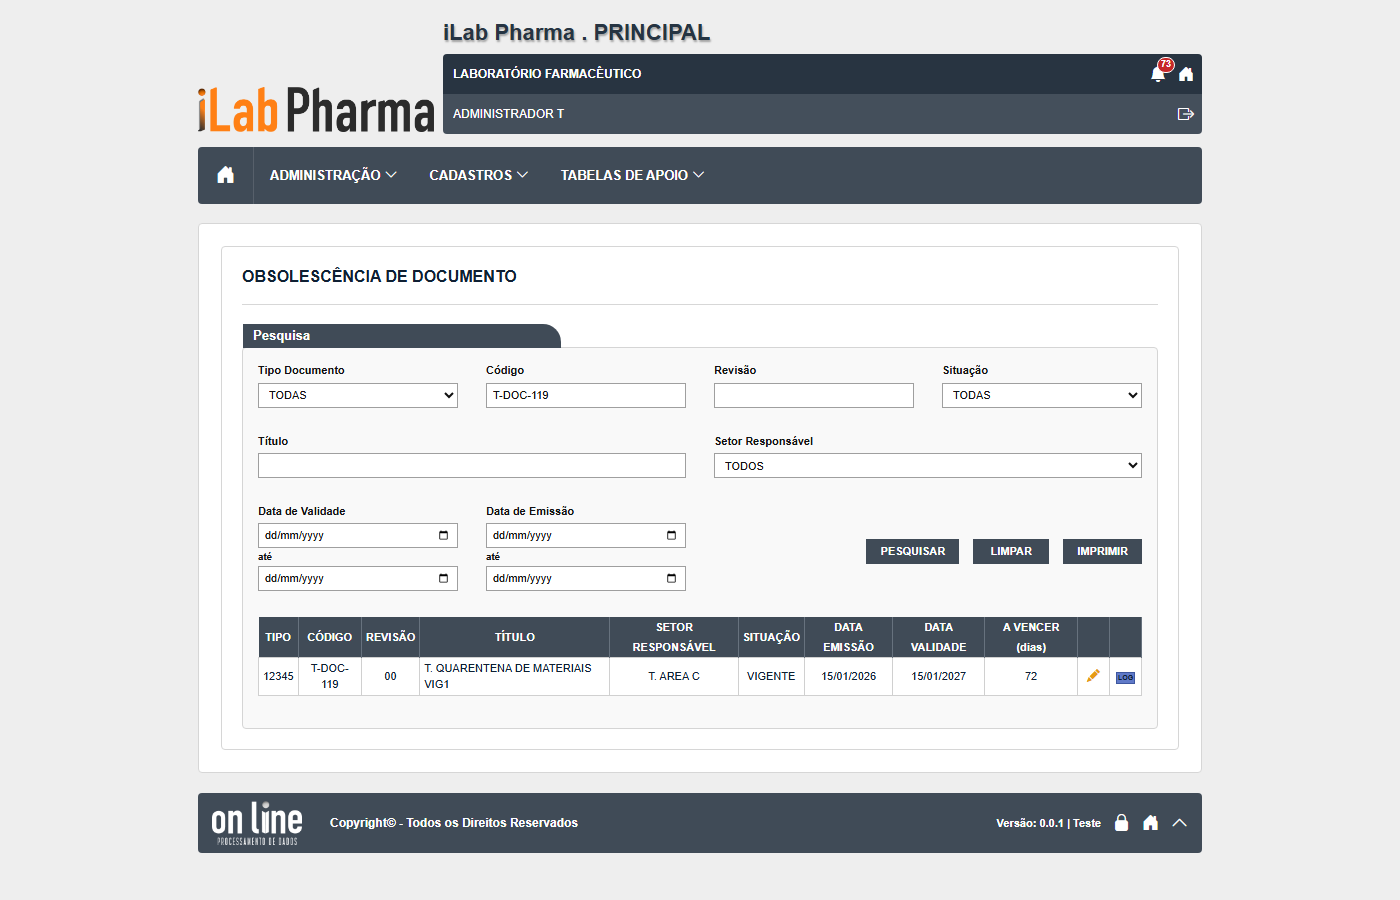 iLab Pharma . PRINCIPAL
iLab Pharma
LABORATÓRIO FARMACÊUTICO
73
ADMINISTRADOR T
ADMINISTRAÇÃO CADASTROS TABELAS DE APOIO
OBSOLESCÊNCIA DE DOCUMENTO
Pesquisa
Tipo Documento Código Revisão Situação
TODAS T-DOC-119 TODAS
Título Setor Responsável
TODOS
Data de Validade Data de Emissão
dd/mm/yyyy dd/mm/yyyy
até até
dd/mm/yyyy dd/mm/yyyy
PESQUISAR LIMPAR IMPRIMIR
TIPO CÓDIGO REVISÃO TÍTULO SETOR RESPONSÁVEL SITUAÇÃO DATA EMISSÃO DATA VALIDADE A VENCER (dias)
12345 T-DOC-119 00 T. QUARENTENA DE MATERIAIS VIG1 T. AREA C VIGENTE 15/01/2026 15/01/2027 72 LOG
on line
PROCESSAMENTO DE DADOS
Copyright© - Todos os Direitos Reservados
Versão: 0.0.1 | Teste